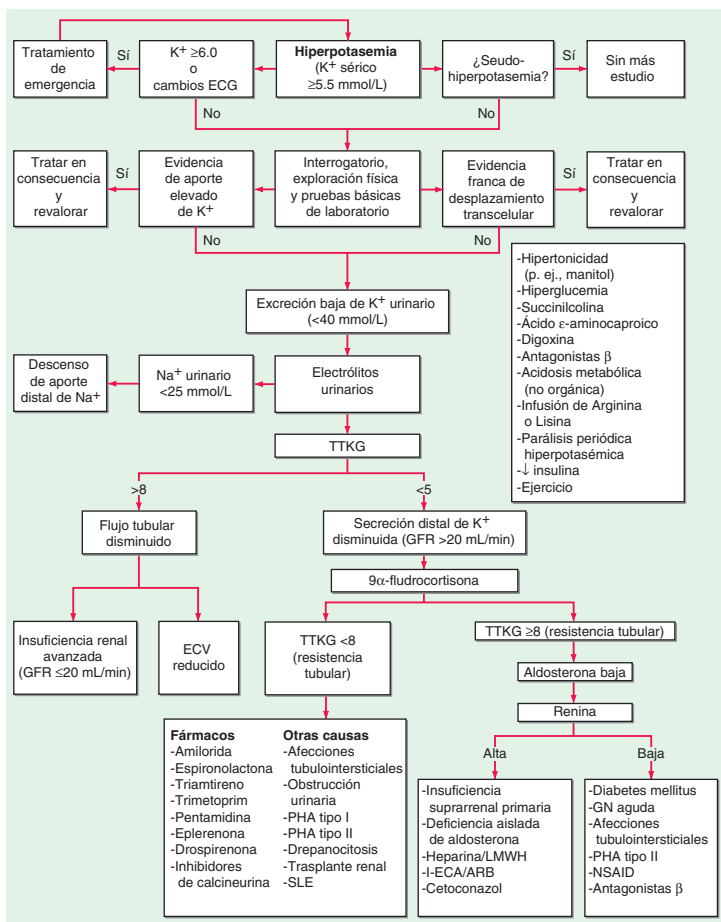 Tratamiento
de
emergencia
Sí
K+ ≥6.0
o
cambios ECG
Hiperpotasemia
(K+ sérico
≥5.5 mmol/L)
¿Seudo-
hiperpotasemia?
Sí
Sin más
estudio
No
No
Tratar en
consecuencia
y
revalorar
Sí
Evidencia
de aporte
elevado
de K+
Interrogatorio,
exploración física
y pruebas básicas
de laboratorio
Evidencia
franca de
desplazamiento
transcelular
Sí
Tratar en
consecuencia
y
revalorar
No
No
-Hipertonicidad
(p. ej., manitol)
-Hiperglucemia
-Succinilcolina
-Ácido ε-aminocaproico
-Digoxina
-Antagonistas β
-Acidosis metabólica
(no orgánica)
-Infusión de Arginina
o Lisina
-Parálisis periódica
hiperpotasémica
-↓ insulina
-Ejercicio
Excreción baja de K+ urinario
(<40 mmol/L)
Descenso
de aporte
distal de Na+
Na+ urinario
<25 mmol/L
Electrólitos
urinarios
TTKG
>8
<5
Flujo tubular
disminuido
Secreción distal de K+
disminuida (GFR >20 mL/min)
9α-fludrocortisona
Insuficiencia renal
avanzada
(GFR ≤20 mL/min)
ECV
reducido
TTKG <8
(resistencia
tubular)
TTKG ≥8 (resistencia tubular)
Aldosterona baja
Renina
Alta
Baja
Fármacos
-Amilorida
-Espironolactona
-Triamtireno
-Trimetoprim
-Pentamidina
-Eplerenona
-Drospirenona
-Inhibidores
de calcineurina
Otras causas
-Afecciones
tubulointersticiales
-Obstrucción
urinaria
-PHA tipo I
-PHA tipo II
-Drepanocitosis
-Trasplante renal
-SLE
-Insuficiencia
suprarrenal primaria
-Deficiencia aislada
de aldosterona
-Heparina/LMWH
-I-ECA/ARB
-Cetoconazol
-Diabetes mellitus
-GN aguda
-Afecciones
tubulointersticiales
-PHA tipo II
-NSAID
-Antagonistas β